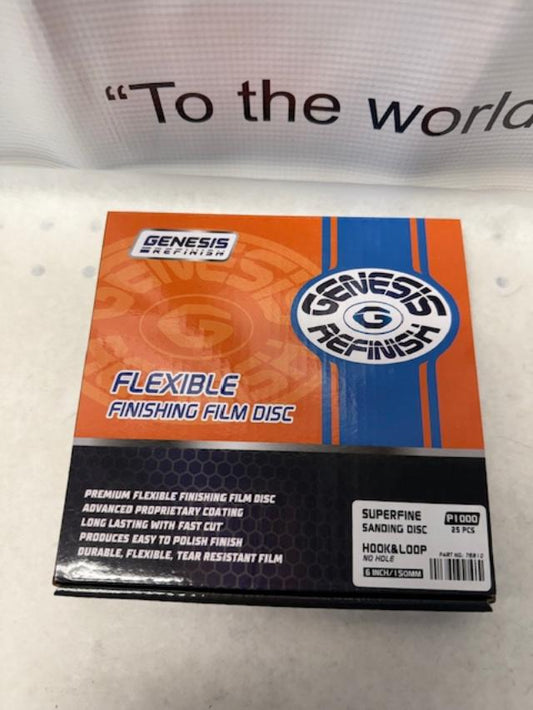 “To the world
GENESIS
REFINISH
GENESIS
G
REFINISH
FLEXIBLE
FINISHING FILM DISC
PREMIUM FLEXIBLE FINISHING FILM DISC
ADVANCED PROPRIETARY COATING
LONG LASTING WITH FAST CUT
PRODUCES EASY TO POLISH FINISH
DURABLE, FLEXIBLE, TEAR RESISTANT FILM
SUPERFINE P1000
SANDING DISC 25 PCS
HOOK&LOOP
NO HOLE
6 INCH/150MM